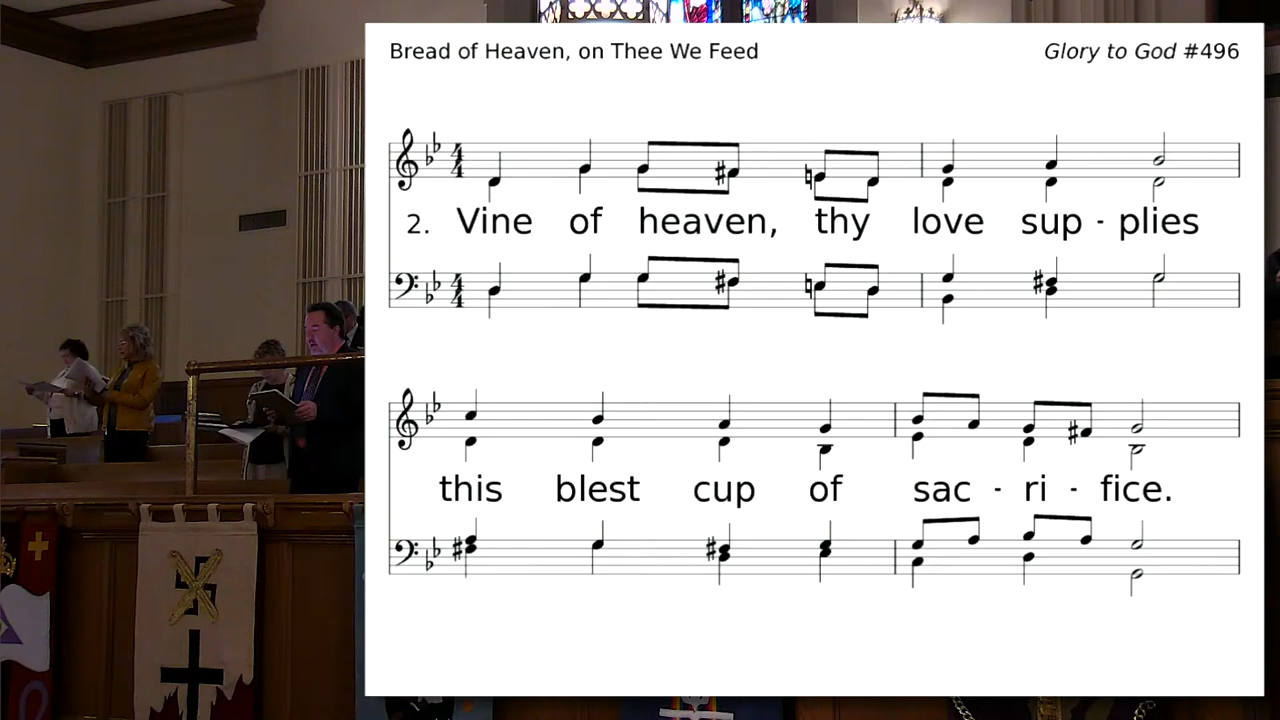 Bread of Heaven, on Thee We Feed
Glory to God #496
2. Vine of heaven, thy love sup - plies
this blest cup of sac - ri - fice.